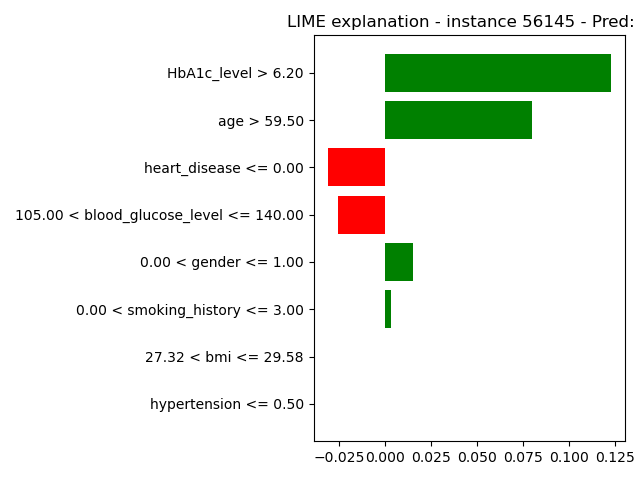 LIME explanation - instance 56145 - Pred:
HbA1c_level > 6.20
age > 59.50
heart_disease <= 0.00
105.00 < blood_glucose_level <= 140.00
0.00 < gender <= 1.00
0.00 < smoking_history <= 3.00
27.32 < bmi <= 29.58
hypertension <= 0.50
−0.025 0.000 0.025 0.050 0.075 0.100 0.125